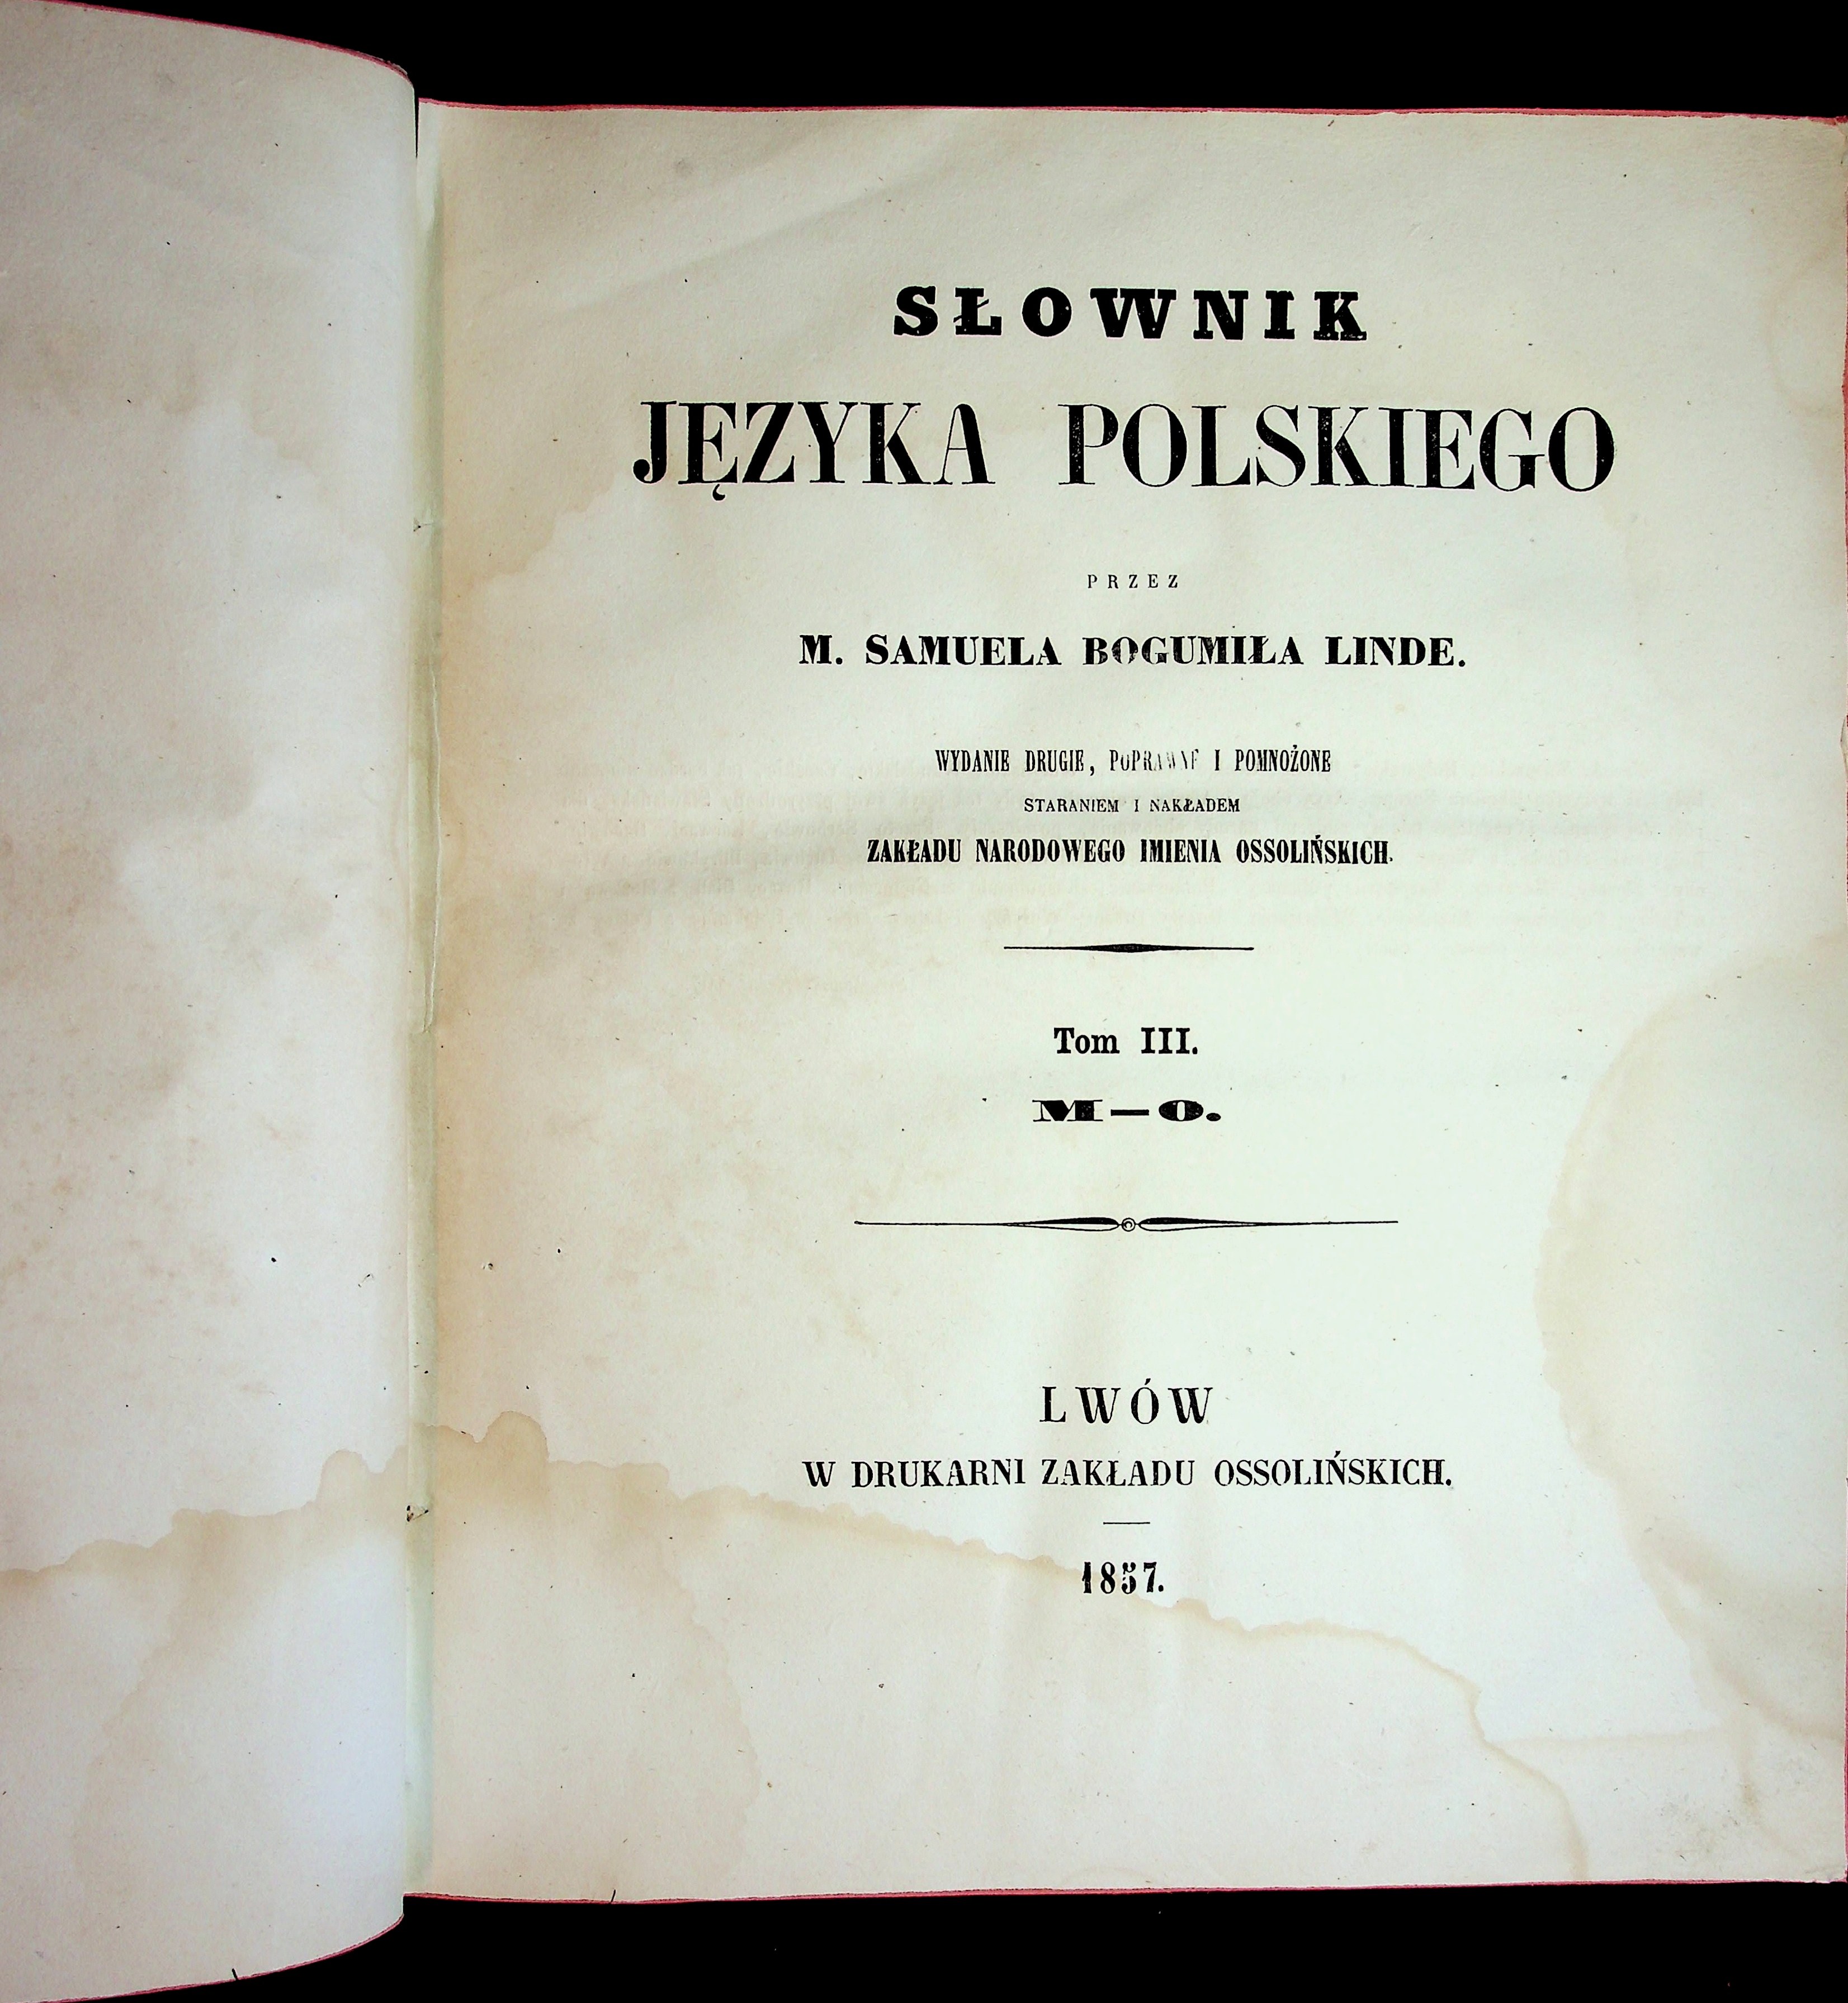 SŁOWNIK
JĘZYKA POLSKIEGO
PRZEZ
M. SAMUELA BOGUMIŁA LINDE.
WYDANIE DRUGIE, POPRAWNE I POMNOŻONE
STARANIEM I NAKŁADEM
ZAKŁADU NARODOWEGO IMIENIA OSSOLIŃSKICH.
Tom III.
M—O.
LWÓW
W DRUKARNI ZAKŁADU OSSOLIŃSKICH.
1857.